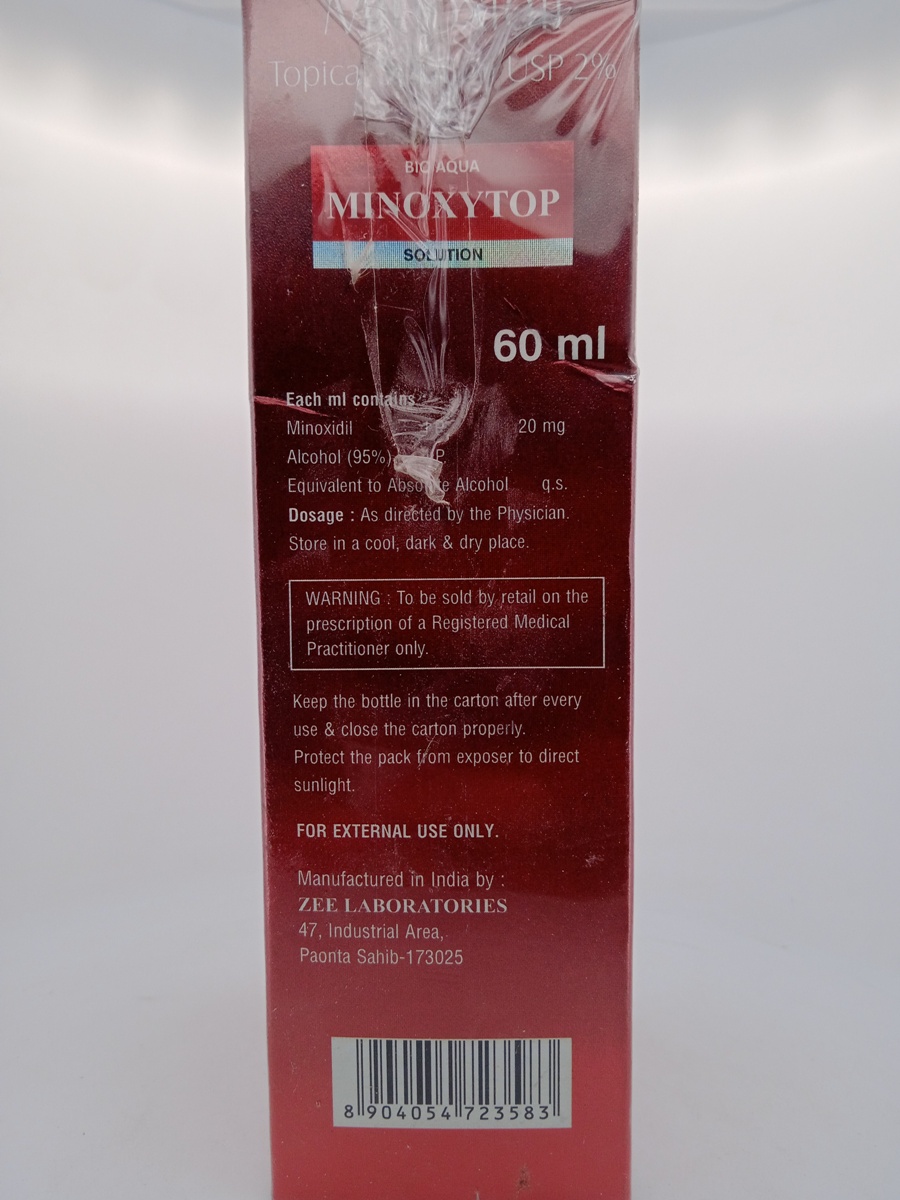 Topical USP 2%
BIO AQUA
MINOXYTOP
SOLUTION
60 ml
Each ml contains
Minoxidil 20 mg
Alcohol (95%)
Equivalent to Absolute Alcohol q.s.
Dosage : As directed by the Physician.
Store in a cool, dark & dry place.
WARNING : To be sold by retail on the
prescription of a Registered Medical
Practitioner only.
Keep the bottle in the carton after every
use & close the carton properly.
Protect the pack from exposer to direct
sunlight.
FOR EXTERNAL USE ONLY.
Manufactured in India by :
ZEE LABORATORIES
47, Industrial Area,
Paonta Sahib-173025
8 904054 723583